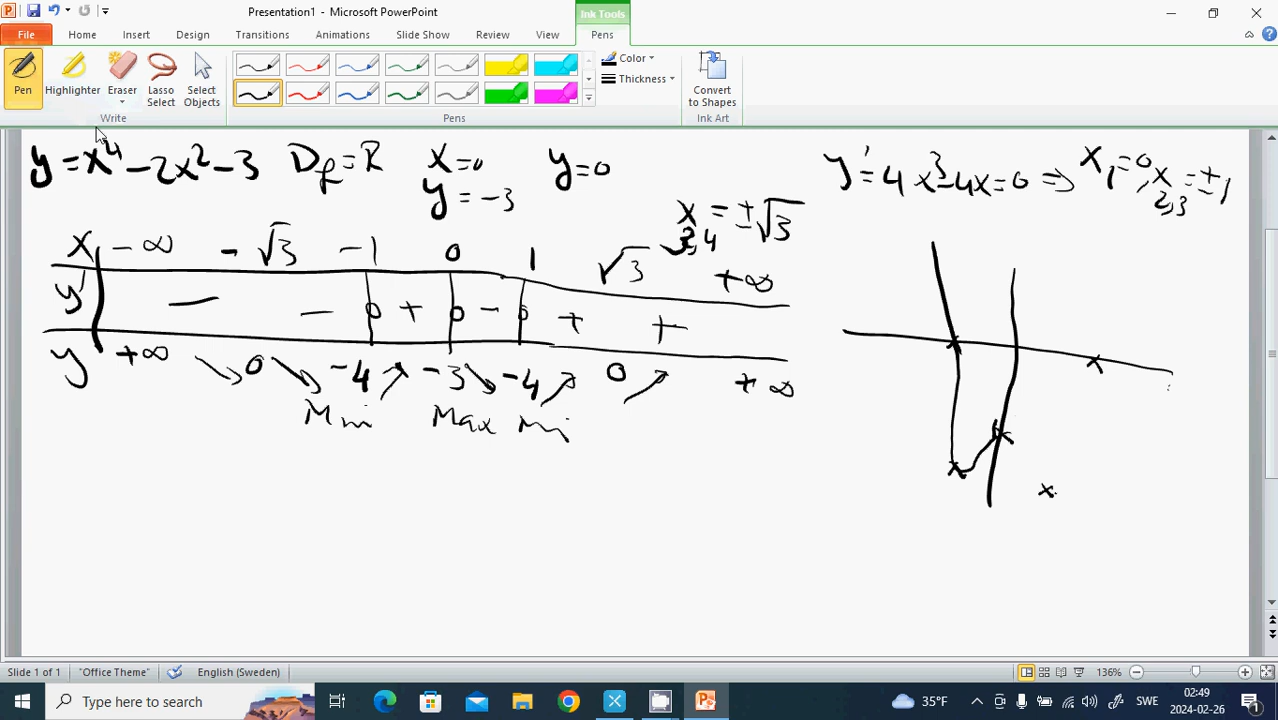 Presentation1 - Microsoft PowerPoint
Ink Tools
File Home Insert Design Transitions Animations Slide Show Review View Pens
Pen Highlighter Eraser Lasso Select Select Objects
Color
Thickness
Convert to Shapes
Write Pens Ink Art
y = x⁴ - 2x² - 3 Df = R x=0 y=0 y' = 4x³ - 4x = 0 ⇒ x₁ = 0, x₂,₃ = ±1
y = -3
x₃,₄ = ±√3
x -∞ -√3 -1 0 1 √3 +∞
y' - - 0 + 0 - 0 + +
y +∞ ↘ 0 ↘ -4 ↗ -3 ↘ -4 ↗ 0 ↗ +∞
Min Max Mi
Slide 1 of 1 "Office Theme" English (Sweden) 136%
Type here to search
35°F
SWE
02:49
2024-02-26
1